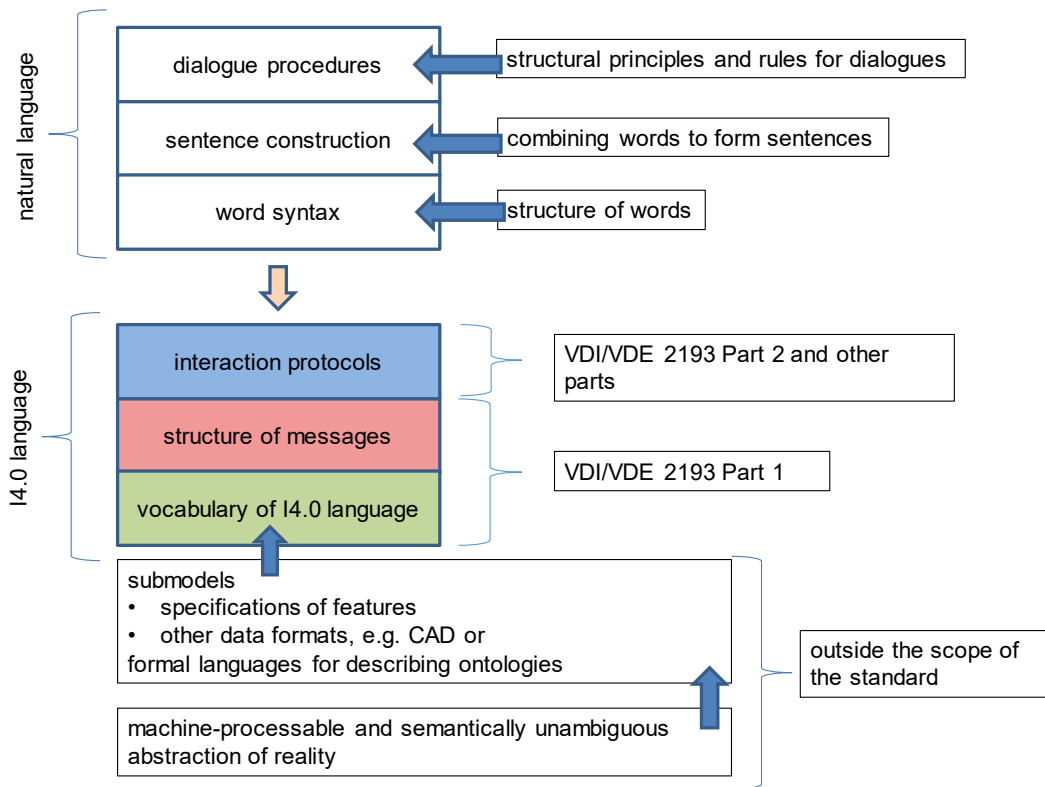 natural language
dialogue procedures
structural principles and rules for dialogues
sentence construction
combining words to form sentences
word syntax
structure of words
I4.0 language
interaction protocols
VDI/VDE 2193 Part 2 and other
parts
structure of messages
VDI/VDE 2193 Part 1
vocabulary of I4.0 language
submodels
• specifications of features
• other data formats, e.g. CAD or
formal languages for describing ontologies
outside the scope of
the standard
machine-processable and semantically unambiguous
abstraction of reality